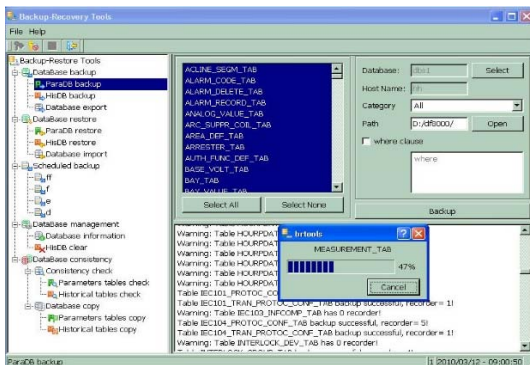 Backup-Recovery Tools
File Help
Backup-Restore Tools
DataBase backup
ParaDB backup
HisDB backup
Database export
DataBase restore
ParaDB restore
HisDB restore
Database import
Scheduled backup
ff
f
e
d
DataBase management
Database information
HisDB clear
DataBase consistency
Consistency check
Parameters tables check
Historical tables check
Database copy
Parameters tables copy
Historical tables copy
ACLINE_SEGM_TAB
ALARM_CODE_TAB
ALARM_DELETE_TAB
ALARM_RECORD_TAB
ANALOG_VALUE_TAB
ARC_SUPPR_COIL_TAB
AREA_DEF_TAB
ARRESTER_TAB
AUTH_FUNC_DEF_TAB
BASE_VOLT_TAB
BAY_TAB
BAY_VALUE_TAB
Select All Select None
Database: Select
Host Name: hh
Category All
Path D:/df8000/ Open
where clause
where
Backup
Warning: Table HOURPDAT
Warning: Table HOURPDAT
Warning: Table HOURPDAT
Warning: Table HOURPDAT
Warning: Table HOURPDAT
Warning: Table HOURPDAT
Table IEC101_PROTOC_CO
Table IEC101_TRAN_PROTOC_CONF_TAB backup successful, recorder= 1!
Warning: Table IEC103_INFCOMP_TAB has 0 recorder!
Table IEC104_PROTOC_CONF_TAB backup successful, recorder= 5!
Table IEC104_TRAN_PROTOC_CONF_TAB backup successful, recorder= 1!
Warning: Table INTERLOCK_DEV_TAB has 0 recorder!
brtools
MEASUREMENT_TAB
47%
Cancel
ParaDB backup
1 2010/03/12 - 09:00:50